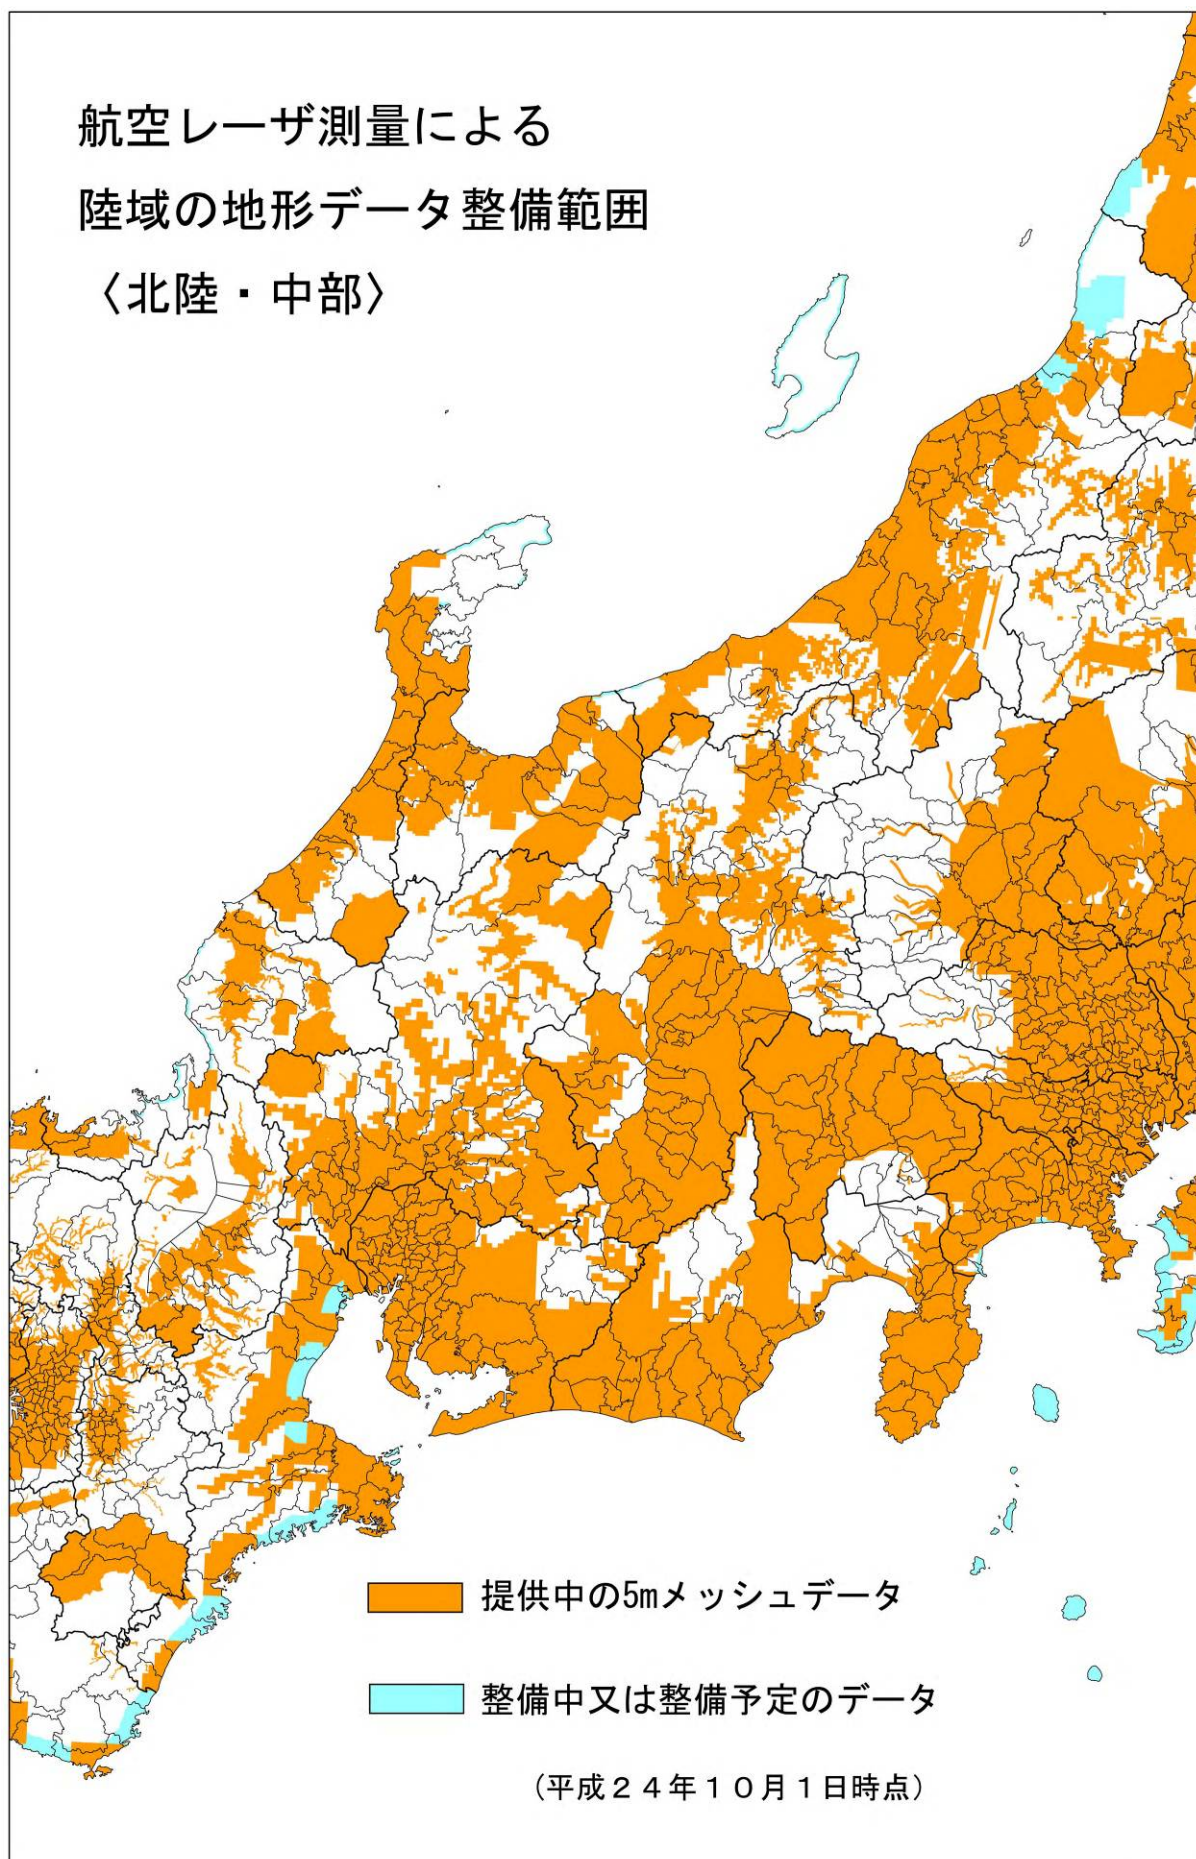 航空レーザ測量による
陸域の地形データ整備範囲
〈北陸・中部〉
提供中の5mメッシュデータ
整備中又は整備予定のデータ
（平成２４年１０月１日時点）